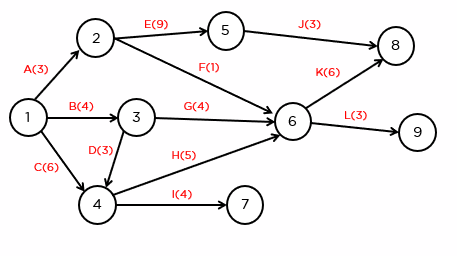 E(9)
J(3)
2
5
8
A(3)
F(1)
K(6)
B(4)
G(4)
L(3)
1
3
6
9
D(3)
H(5)
C(6)
I(4)
4
7